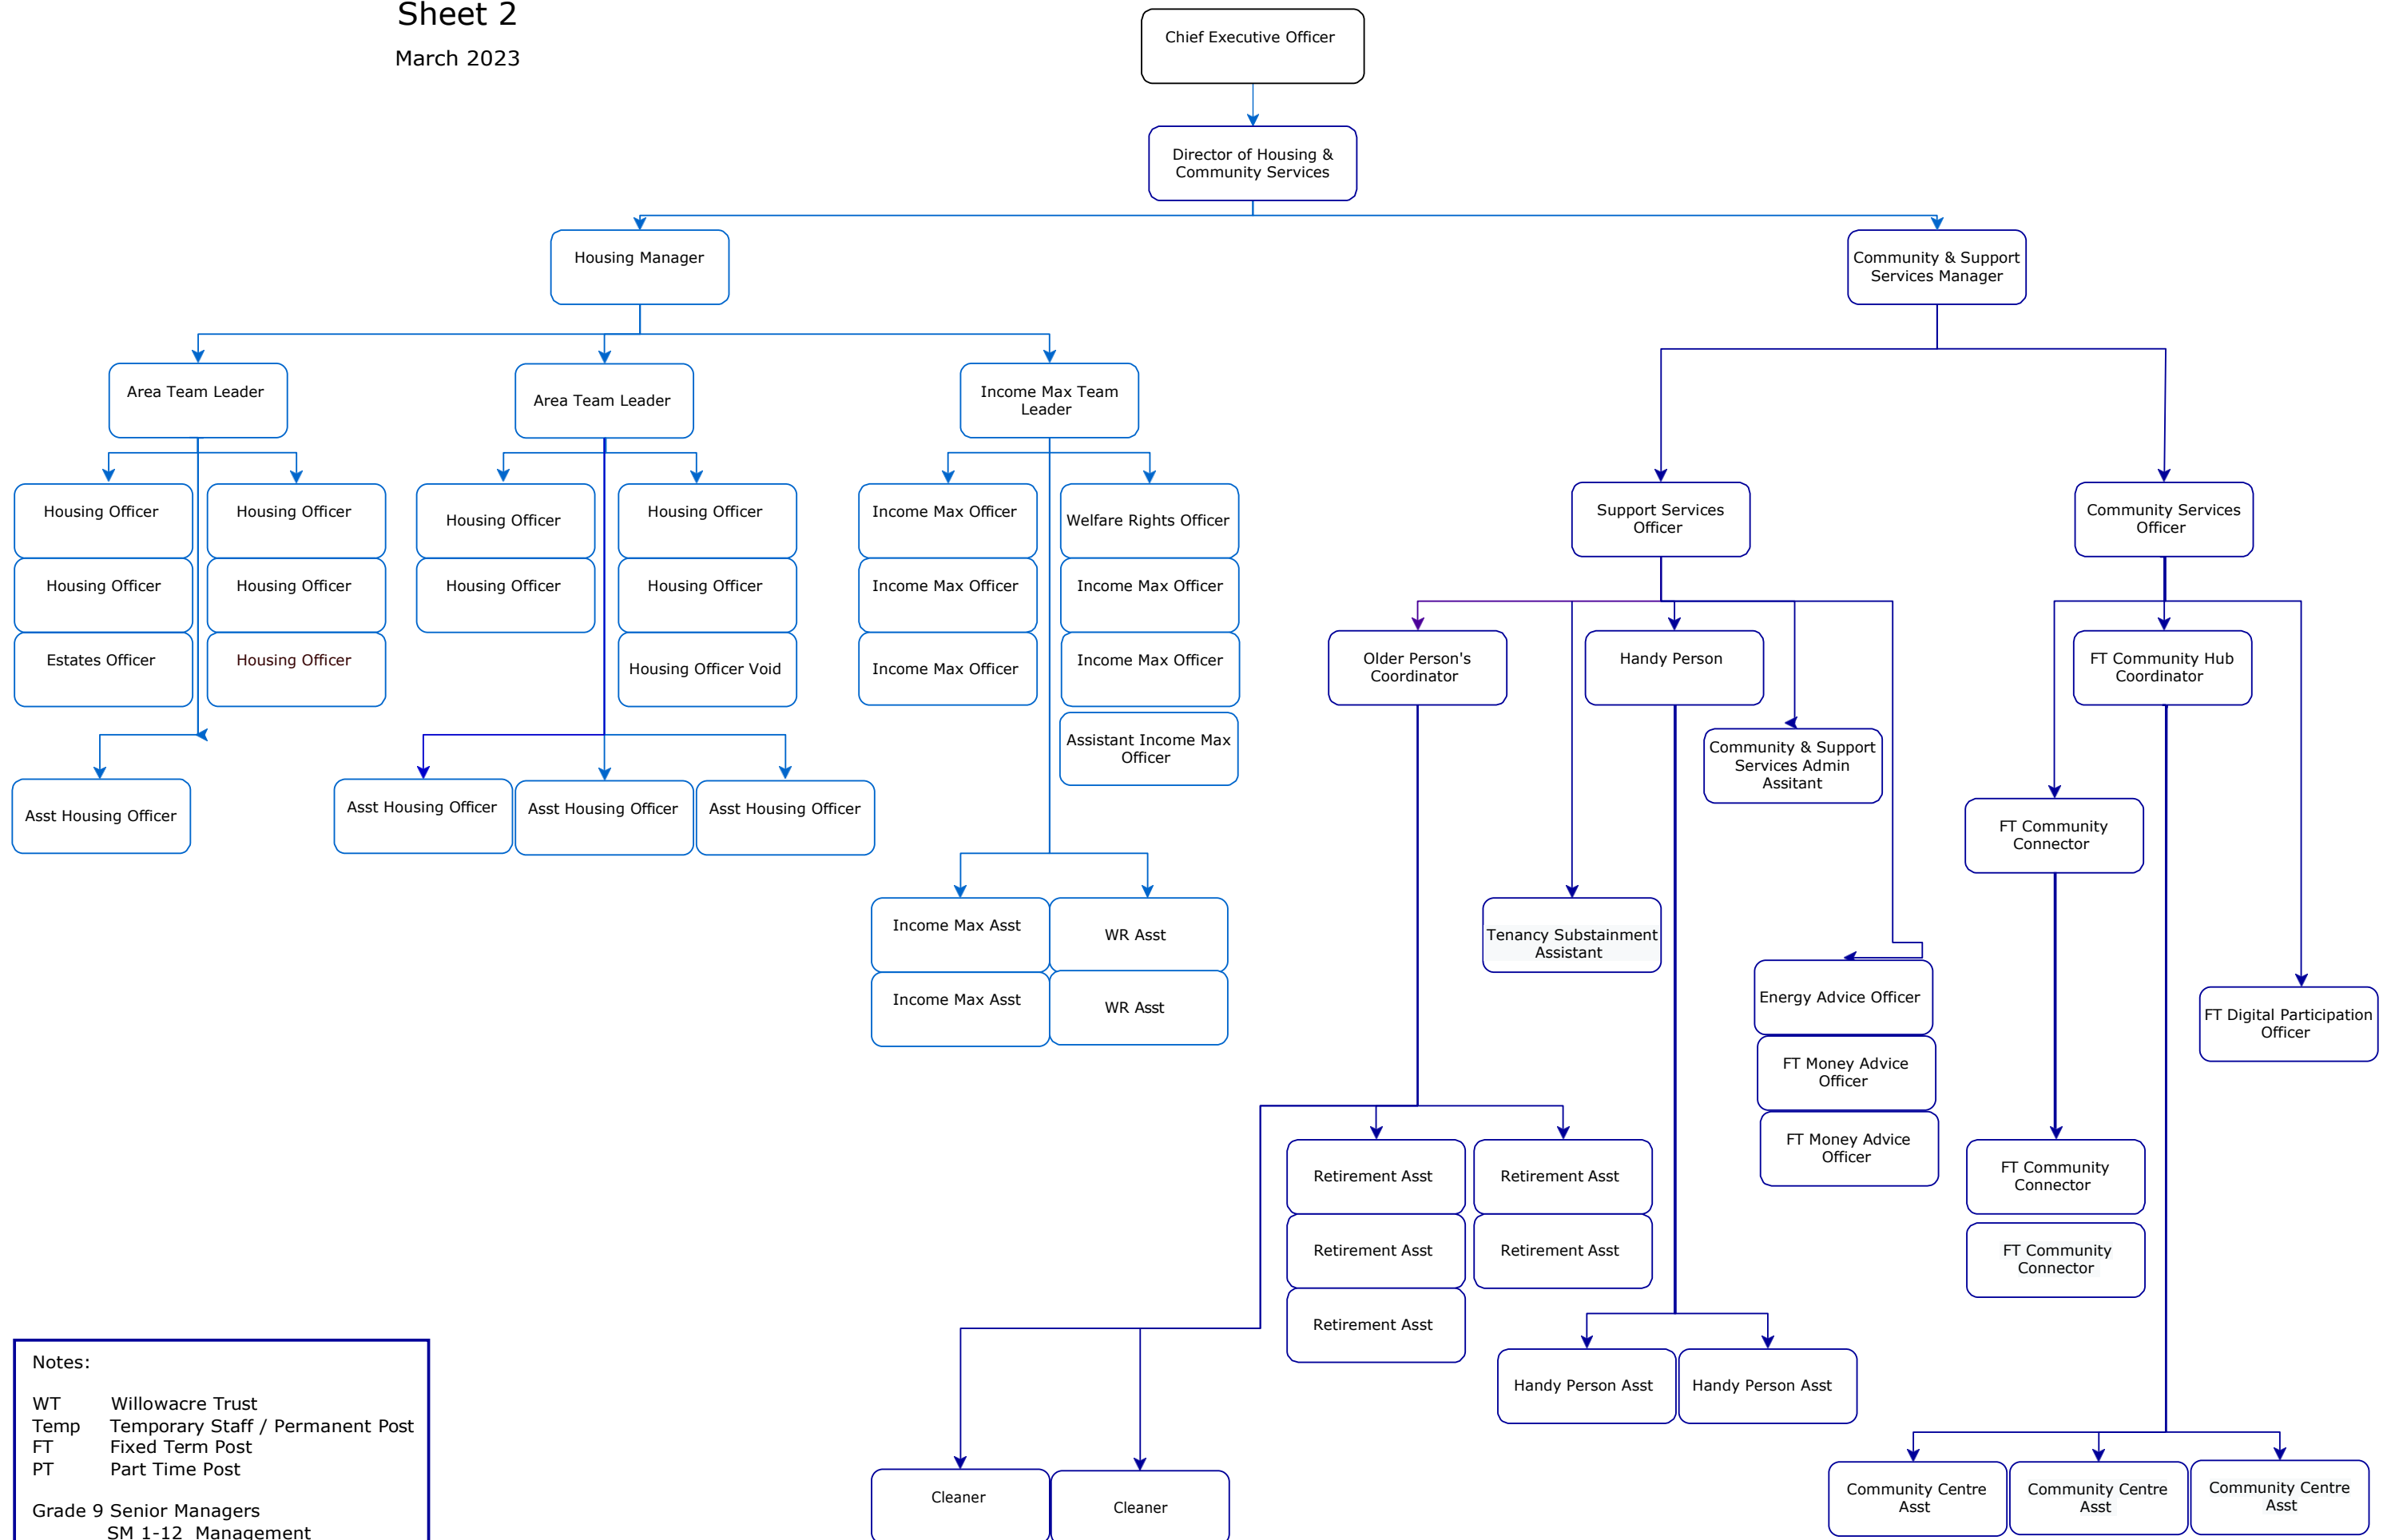 Sheet 2
March 2023
Chief Executive Officer
Director of Housing &
Community Services
Housing Manager
Community & Support
Services Manager
Area Team Leader
Area Team Leader
Income Max Team
Leader
Housing Officer
Housing Officer
Housing Officer
Housing Officer
Income Max Officer
Welfare Rights Officer
Support Services
Officer
Community Services
Officer
Housing Officer
Housing Officer
Housing Officer
Housing Officer
Income Max Officer
Income Max Officer
Estates Officer
Housing Officer
Housing Officer Void
Income Max Officer
Income Max Officer
Older Person's
Coordinator
Handy Person
FT Community Hub
Coordinator
Assistant Income Max
Officer
Community & Support
Services Admin
Assitant
Asst Housing Officer
Asst Housing Officer
Asst Housing Officer
Asst Housing Officer
FT Community
Connector
Income Max Asst
WR Asst
Tenancy Substainment
Assistant
Income Max Asst
WR Asst
Energy Advice Officer
FT Digital Participation
Officer
FT Money Advice
Officer
FT Money Advice
Officer
Retirement Asst
Retirement Asst
FT Community
Connector
Retirement Asst
Retirement Asst
FT Community
Connector
Retirement Asst
Handy Person Asst
Handy Person Asst
Cleaner
Cleaner
Community Centre
Asst
Community Centre
Asst
Community Centre
Asst
Notes:
WT Willowacre Trust
Temp Temporary Staff / Permanent Post
FT Fixed Term Post
PT Part Time Post
Grade 9 Senior Managers
SM 1-12 Management